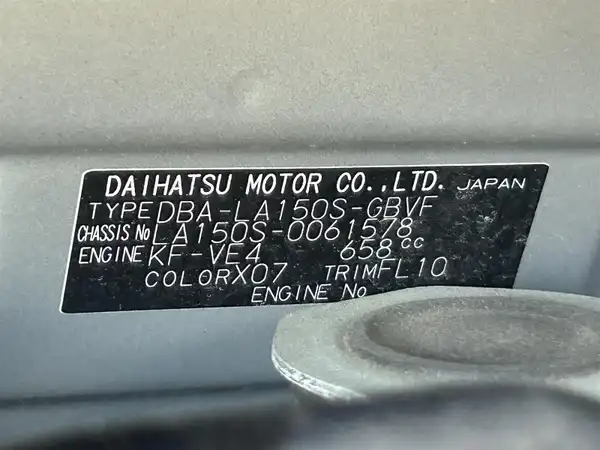 DAIHATSU MOTOR CO.,LTD. JAPAN
TYPE DBA-LA150S-GBVF
CHASSIS No LA150S-0061578
ENGINE KF-VE4 658cc
COLOR X07 TRIM FL10
ENGINE No